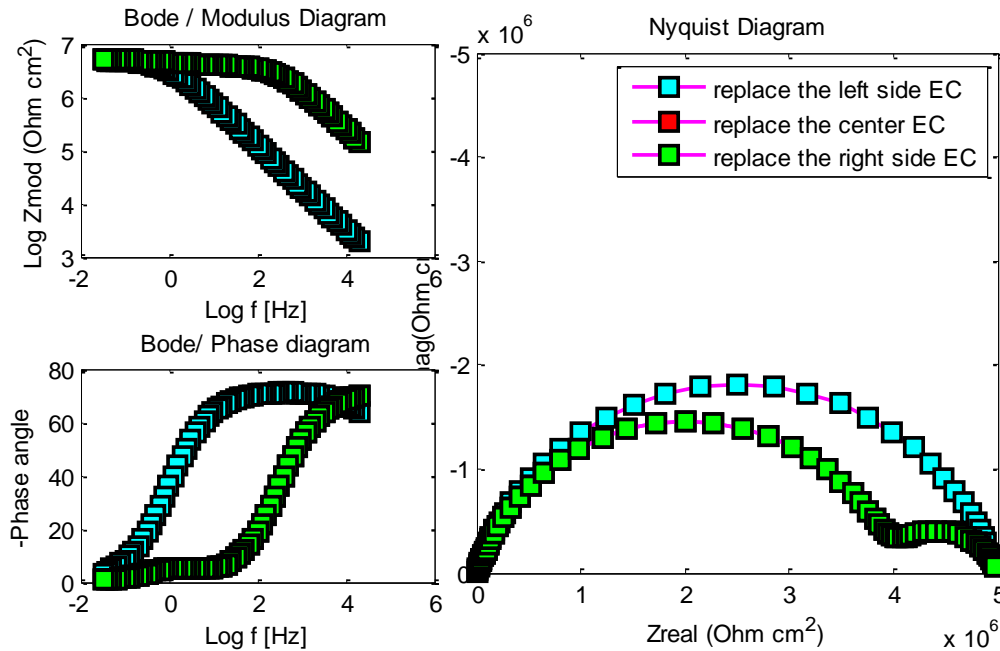 Bode / Modulus Diagram
Log Zmod (Ohm cm2)
7
6
5
4
3
-2 0 2 4 6
Log f [Hz]
Bode/ Phase diagram
-Phase angle
80
60
40
20
0
-2 0 2 4 6
Log f [Hz]
x 10^6
Nyquist Diagram
-5
-4
-3
-2
-1
0
replace the left side EC
replace the center EC
replace the right side EC
0 1 2 3 4 5
Zreal (Ohm cm2)
x 10^6